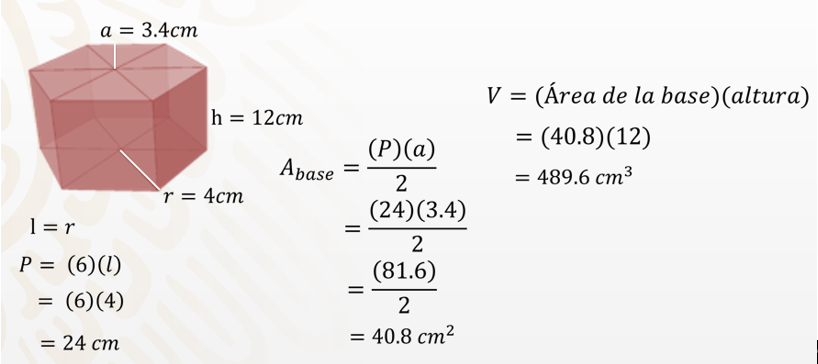 a = 3.4cm
h = 12cm
r = 4cm
l = r
P = (6)(l)
= (6)(4)
= 24 cm
A_base = (P)(a)/2
= (24)(3.4)/2
= (81.6)/2
= 40.8 cm²
V = (Área de la base)(altura)
= (40.8)(12)
= 489.6 cm³